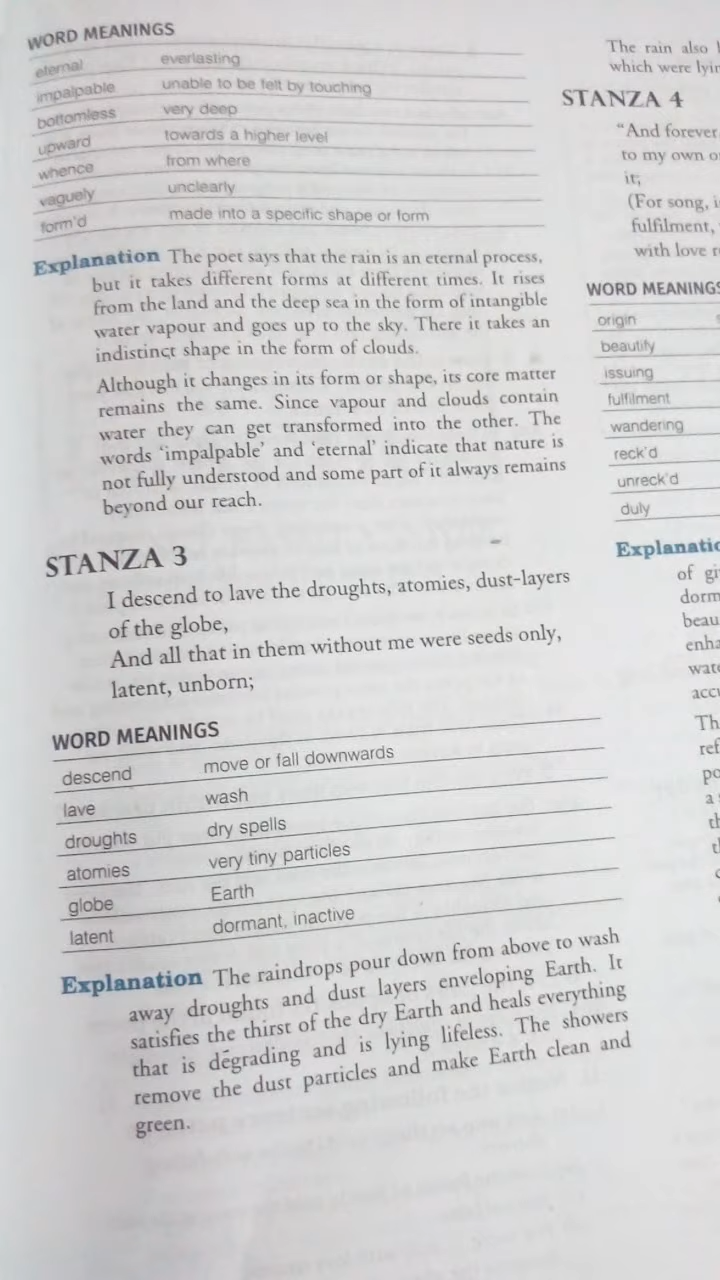 WORD MEANINGS
eternal everlasting
impalpable unable to be felt by touching
bottomless very deep
upward towards a higher level
whence from where
vaguely unclearly
form'd made into a specific shape or form
Explanation The poet says that the rain is an eternal process,
but it takes different forms at different times. It rises
from the land and the deep sea in the form of intangible
water vapour and goes up to the sky. There it takes an
indistinct shape in the form of clouds.
Although it changes in its form or shape, its core matter
remains the same. Since vapour and clouds contain
water they can get transformed into the other. The
words 'impalpable' and 'eternal' indicate that nature is
not fully understood and some part of it always remains
beyond our reach.
STANZA 3
I descend to lave the droughts, atomies, dust-layers
of the globe,
And all that in them without me were seeds only,
latent, unborn;
WORD MEANINGS
descend move or fall downwards
lave wash
droughts dry spells
atomies very tiny particles
globe Earth
latent dormant, inactive
Explanation The raindrops pour down from above to wash
away droughts and dust layers enveloping Earth. It
satisfies the thirst of the dry Earth and heals everything
that is degrading and is lying lifeless. The showers
remove the dust particles and make Earth clean and
green.
The rain also
which were
STANZA 4
"And forever
to my own
it;
(For song,
fulfilment,
with love
WORD MEANINGS
origin
beautify
issuing
fulfilment
wandering
reck'd
unreck'd
duly
of